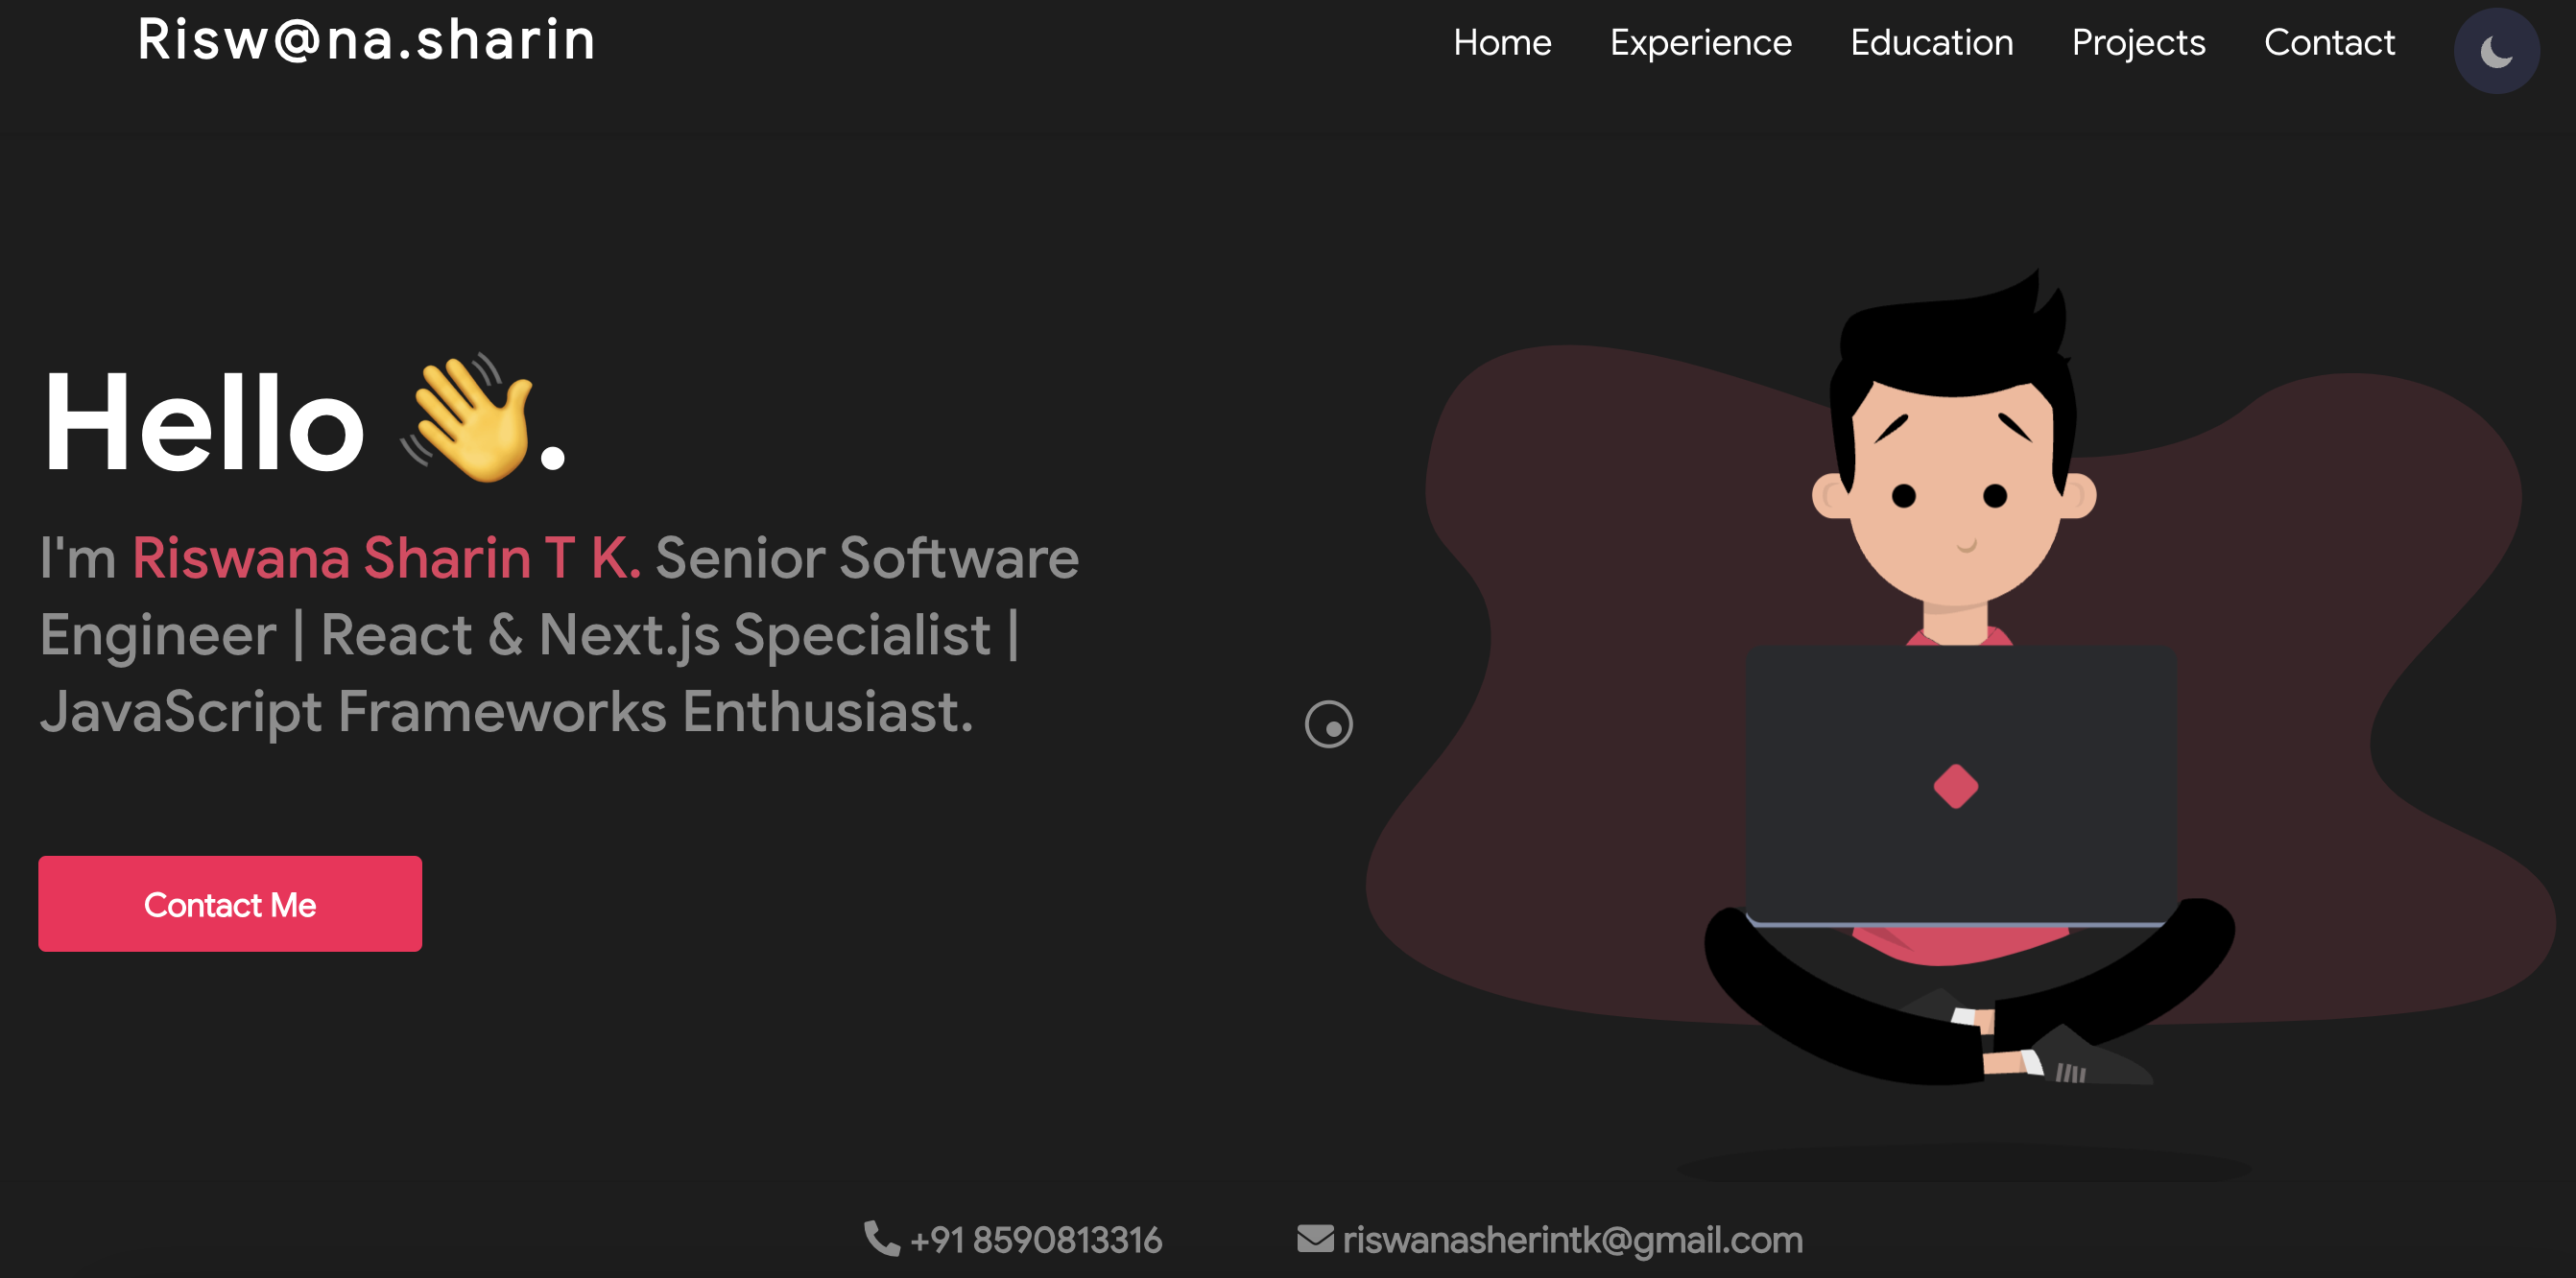 Risw@na.sharin
Home Experience Education Projects Contact
Hello 👋.
I'm Riswana Sharin T K. Senior Software
Engineer | React & Next.js Specialist |
JavaScript Frameworks Enthusiast.
Contact Me
+91 8590813316 riswanasherintk@gmail.com